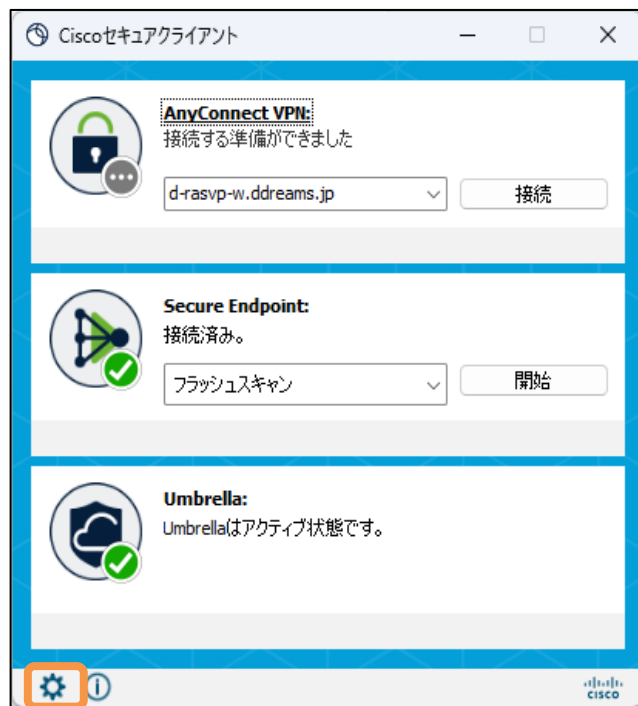 Ciscoセキュアクライアント
AnyConnect VPN:
接続する準備ができました
d-rasvp-w.ddreams.jp
接続
Secure Endpoint:
接続済み。
フラッシュスキャン
開始
Umbrella:
Umbrellaはアクティブ状態です。
cisco